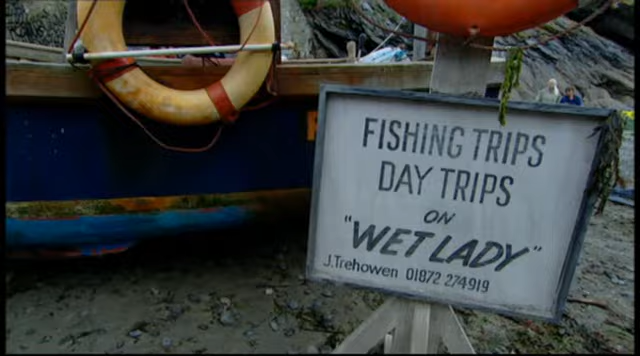 FISHING TRIPS
DAY TRIPS
ON
"WET LADY"
J.Trehowen 01872 274919